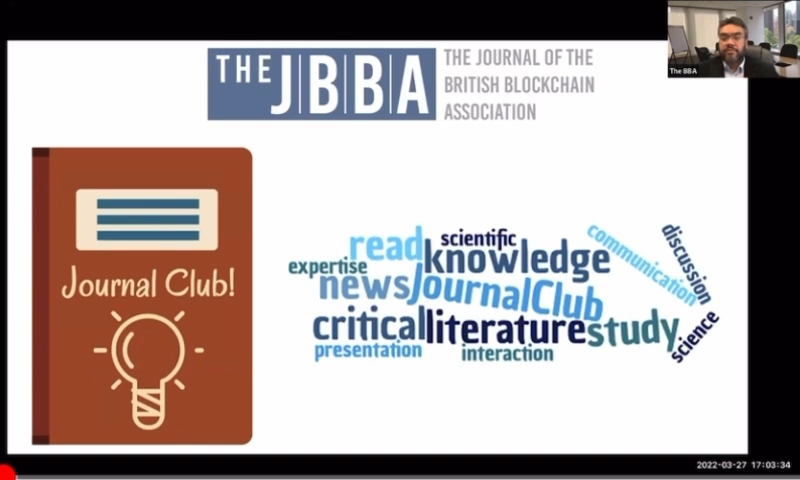 THE JBBA
THE JOURNAL OF THE
BRITISH BLOCKCHAIN
ASSOCIATION
The BBA
Journal Club!
read
scientific
communication
discussion
expertise
knowledge
news
JournalClub
critical
literature
study
science
presentation
interaction
2022-03-27 17:03:34